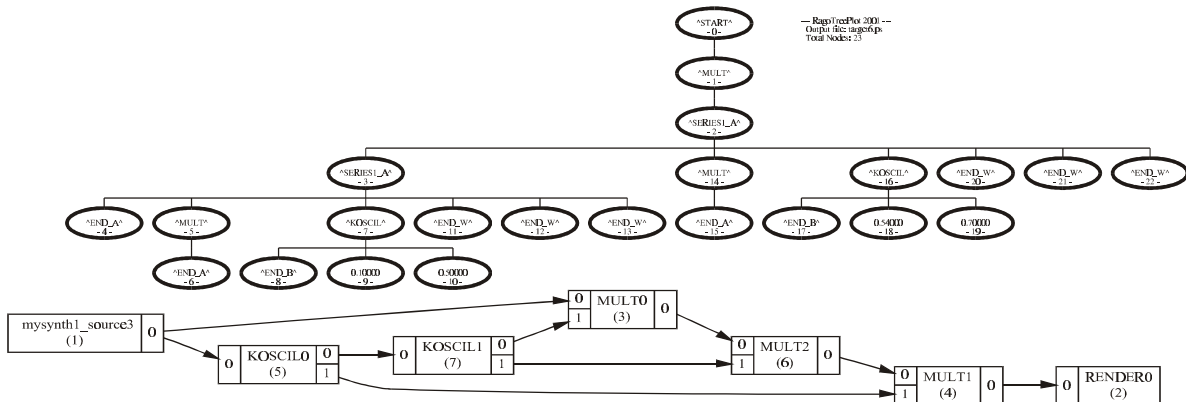 ^START^
- 0 -
--- RagoTreePlot 2001 ---
Output file: target6.ps
Total Nodes: 23
^MULT^
- 1 -
^SERIES1_A^
- 2 -
^SERIES1_A^
- 3 -
^MULT^
- 14 -
^KOSCIL^
- 16 -
^END_W^
- 20 -
^END_W^
- 21 -
^END_W^
- 22 -
^END_A^
- 4 -
^MULT^
- 5 -
^KOSCIL^
- 7 -
^END_W^
- 11 -
^END_W^
- 12 -
^END_W^
- 13 -
^END_A^
- 15 -
^END_B^
- 17 -
0.54000
- 18 -
0.70000
- 19 -
^END_A^
- 6 -
^END_B^
- 8 -
0.10000
- 9 -
0.50000
- 10 -
mysynth1_source3
(1)
0
0
KOSCIL0
(5)
0
1
0
KOSCIL1
(7)
0
1
0
1
MULT0
(3)
0
0
1
MULT2
(6)
0
0
1
MULT1
(4)
0
0
RENDER0
(2)